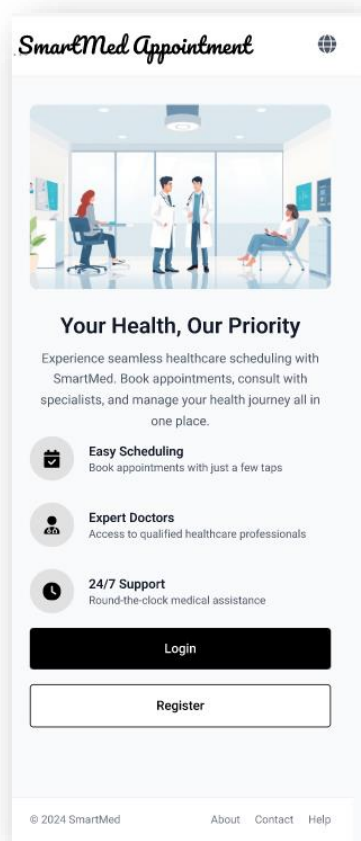 SmartMed Appointment
Your Health, Our Priority
Experience seamless healthcare scheduling with
SmartMed. Book appointments, consult with
specialists, and manage your health journey all in
one place.
Easy Scheduling
Book appointments with just a few taps
Expert Doctors
Access to qualified healthcare professionals
24/7 Support
Round-the-clock medical assistance
Login
Register
© 2024 SmartMed About Contact Help